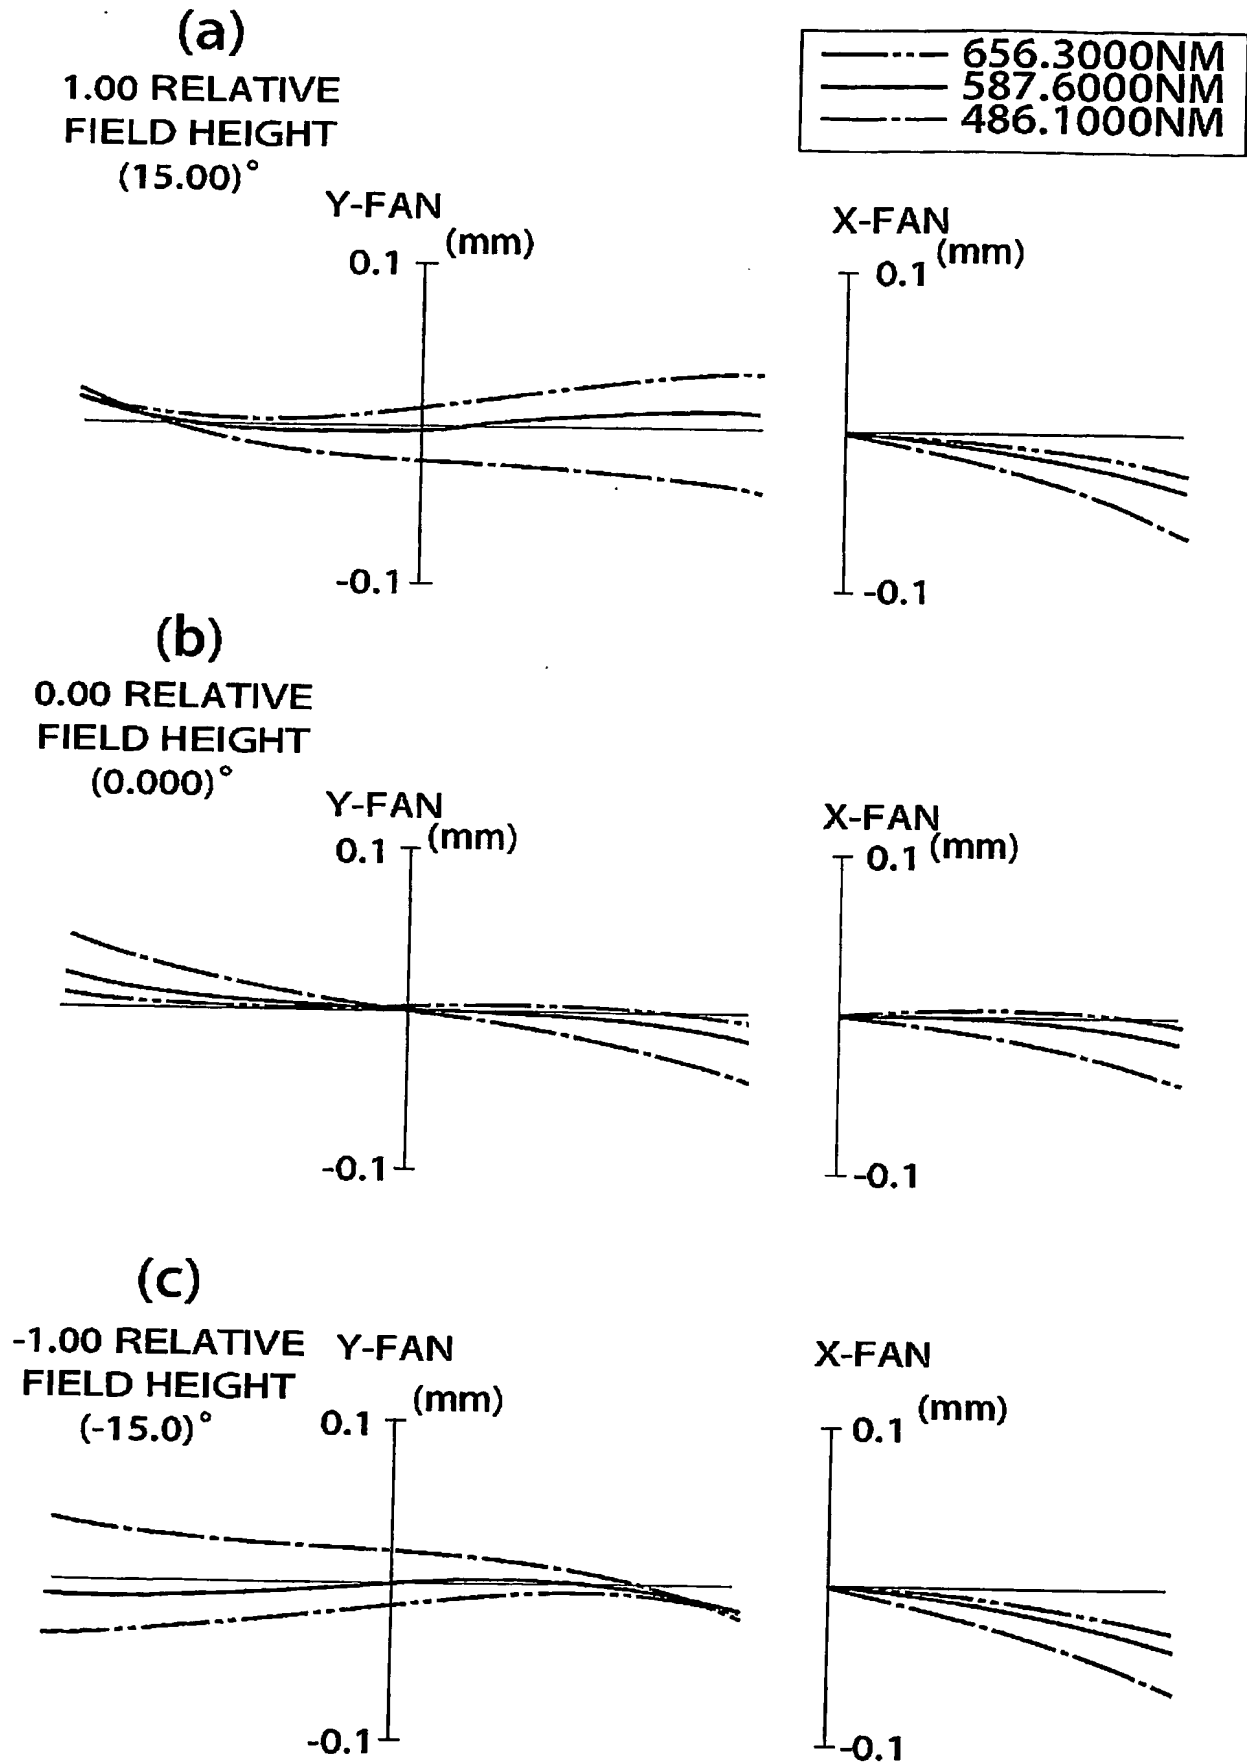 (a)
1.00 RELATIVE
FIELD HEIGHT
(15.00)°
656.3000NM
587.6000NM
486.1000NM
Y-FAN
(mm)
0.1
-0.1
X-FAN
(mm)
0.1
-0.1
(b)
0.00 RELATIVE
FIELD HEIGHT
(0.000)°
Y-FAN
(mm)
0.1
-0.1
X-FAN
(mm)
0.1
-0.1
(c)
-1.00 RELATIVE
FIELD HEIGHT
(-15.0)°
Y-FAN
(mm)
0.1
-0.1
X-FAN
(mm)
0.1
-0.1